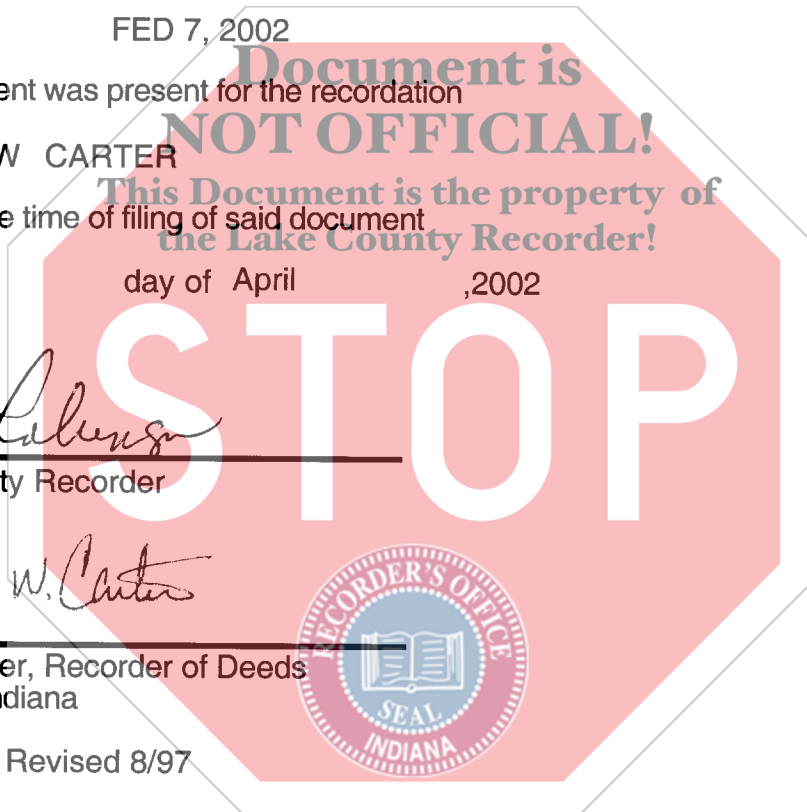 FED 7, 2002
Document is
ent was present for the recordation
NOT OFFICIAL!
W CARTER
This Document is the property of
e time of filing of said document
the Lake County Recorder!
day of April ,2002
STOP
ty Recorder
W. Carter
er, Recorder of Deeds
diana
RECORDER'S OFFICE
SEAL
INDIANA
Revised 8/97